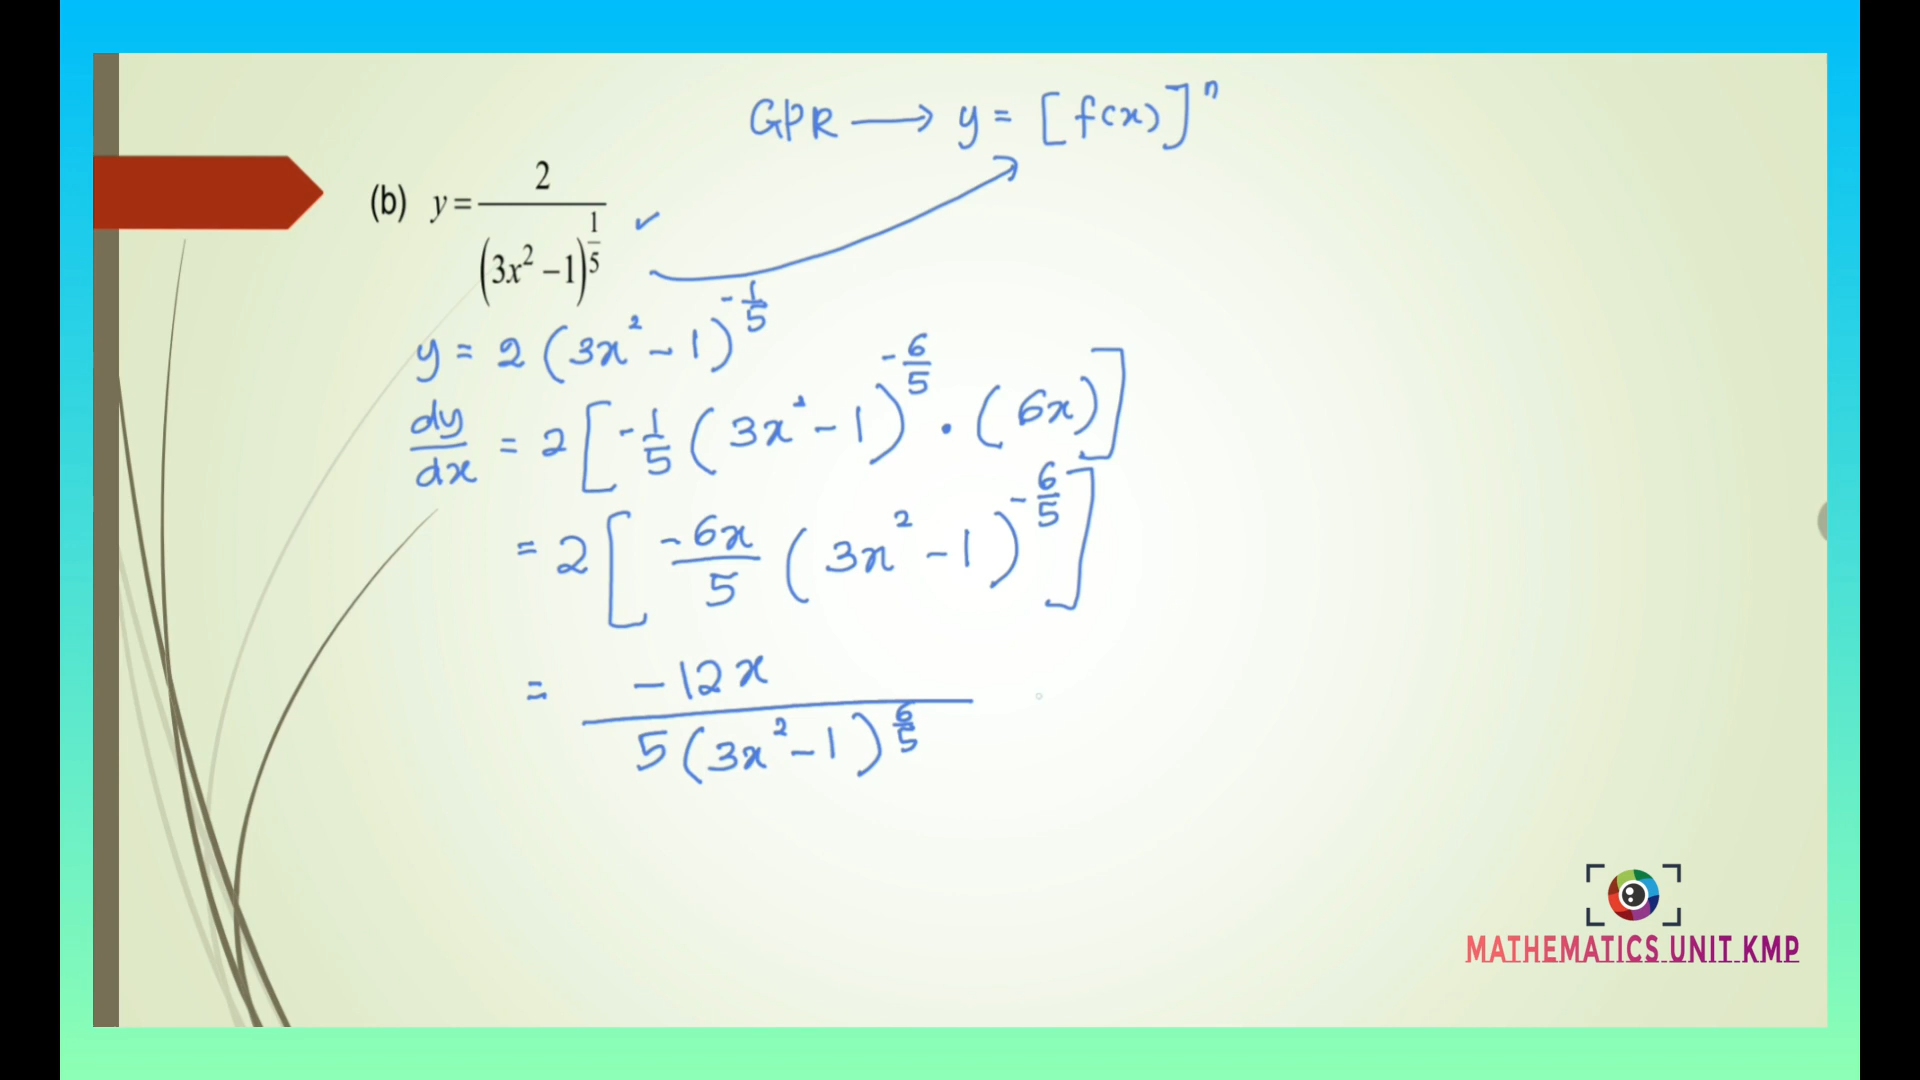 GPR → y = [f(x)]^n
(b) y = 2 / (3x² − 1)^(1/5) ✓
y = 2 (3x² − 1)^(-1/5)
dy/dx = 2 [ -1/5 (3x² − 1)^(-6/5) · (6x) ]
= 2 [ -6x/5 (3x² − 1)^(-6/5) ]
= -12x / 5(3x² − 1)^(6/5)
MATHEMATICS UNIT KMP